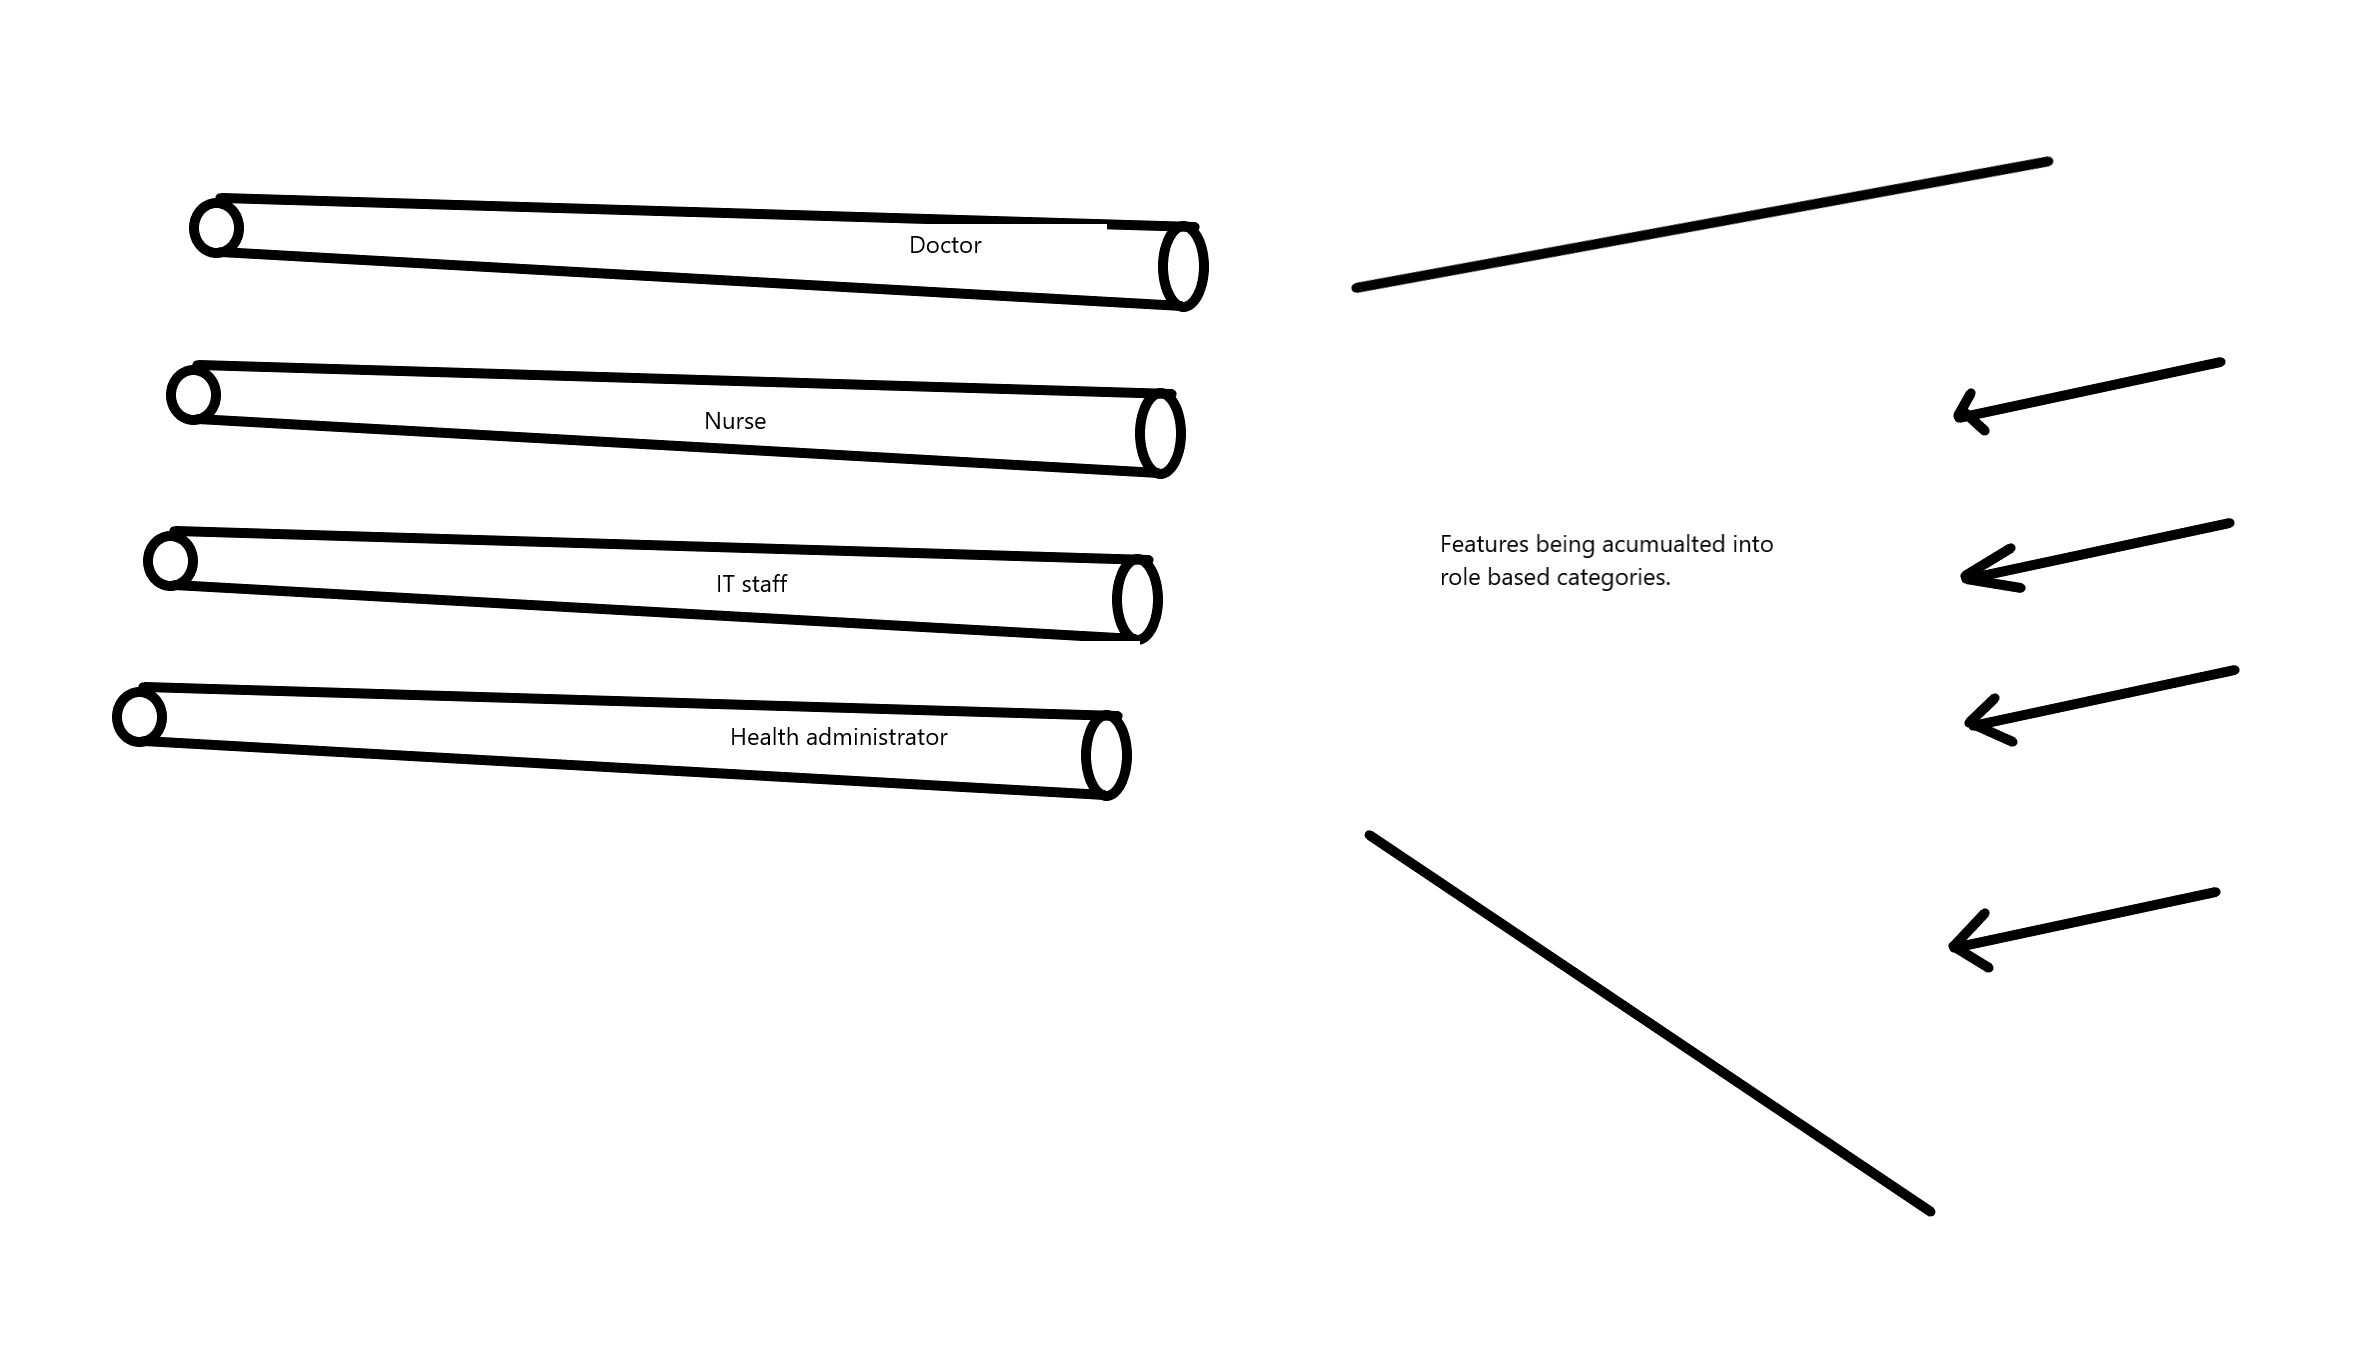 Doctor
Nurse
Features being acumualted into
role based categories.
IT staff
Health administrator